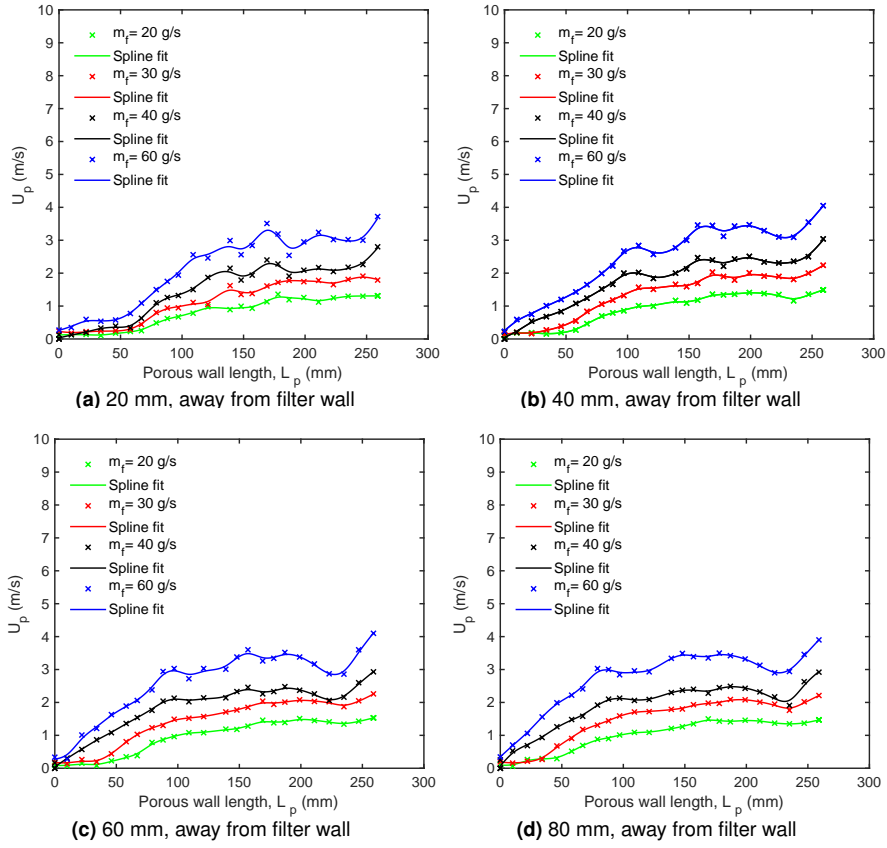 10
9
8
7
6
5
4
3
2
1
0
U_p (m/s)
m_f= 20 g/s
Spline fit
m_f= 30 g/s
Spline fit
m_f= 40 g/s
Spline fit
m_f= 60 g/s
Spline fit
0 50 100 150 200 250 300
Porous wall length, L_p (mm)
(a) 20 mm, away from filter wall
10
9
8
7
6
5
4
3
2
1
0
U_p (m/s)
m_f= 20 g/s
Spline fit
m_f= 30 g/s
Spline fit
m_f= 40 g/s
Spline fit
m_f= 60 g/s
Spline fit
0 50 100 150 200 250 300
Porous wall length, L_p (mm)
(b) 40 mm, away from filter wall
10
9
8
7
6
5
4
3
2
1
0
U_p (m/s)
m_f= 20 g/s
Spline fit
m_f= 30 g/s
Spline fit
m_f= 40 g/s
Spline fit
m_f= 60 g/s
Spline fit
0 50 100 150 200 250 300
Porous wall length, L_p (mm)
(c) 60 mm, away from filter wall
10
9
8
7
6
5
4
3
2
1
0
U_p (m/s)
m_f= 20 g/s
Spline fit
m_f= 30 g/s
Spline fit
m_f= 40 g/s
Spline fit
m_f= 60 g/s
Spline fit
0 50 100 150 200 250 300
Porous wall length, L_p (mm)
(d) 80 mm, away from filter wall